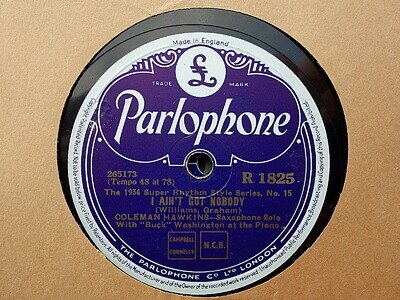 Made in England
£
TRADE MARK
Parlophone
265173
(Tempo 48 at 78)
R 1825
The 1934 Super Rhythm Style Series, No. 15
I AIN'T GOT NOBODY
(Williams, Graham)
COLEMAN HAWKINS—Saxophone Solo
With "Buck" Washington at the Piano
CAMPBELL
CONNELLY
N.C.B.
THE PARLOPHONE CO LTD LONDON